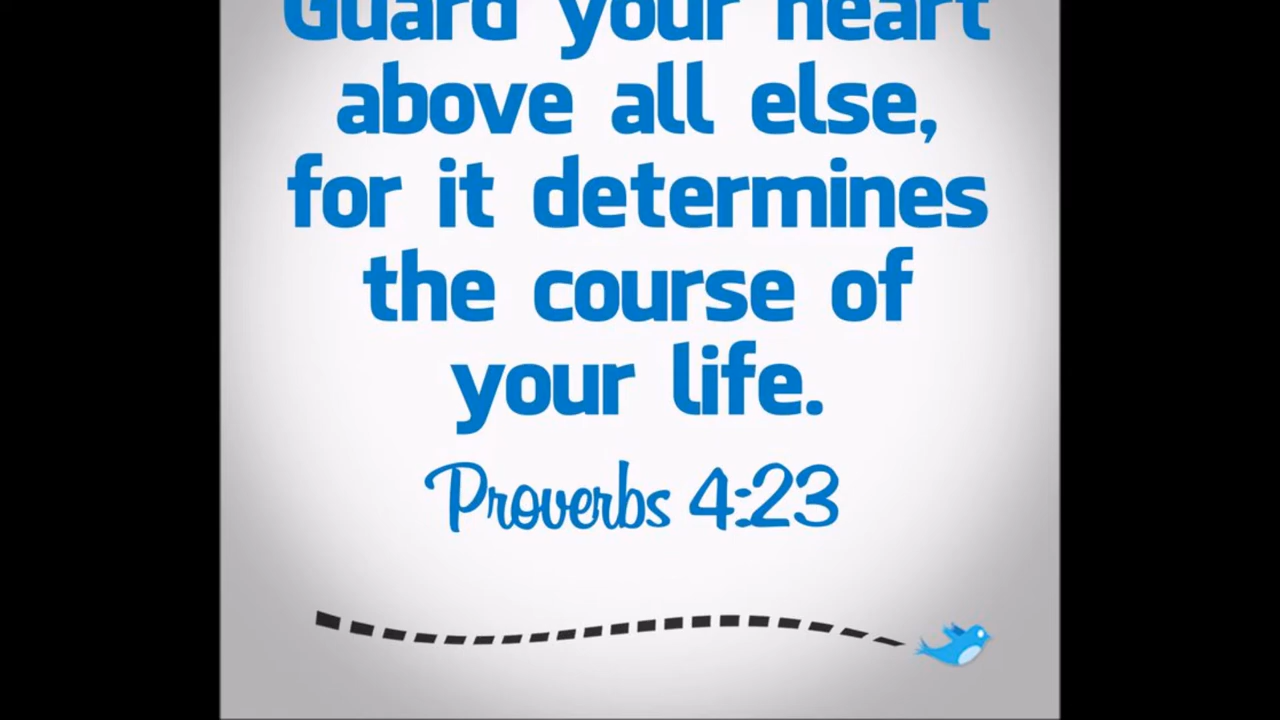 Guard your heart
above all else,
for it determines
the course of
your life.
Proverbs 4:23